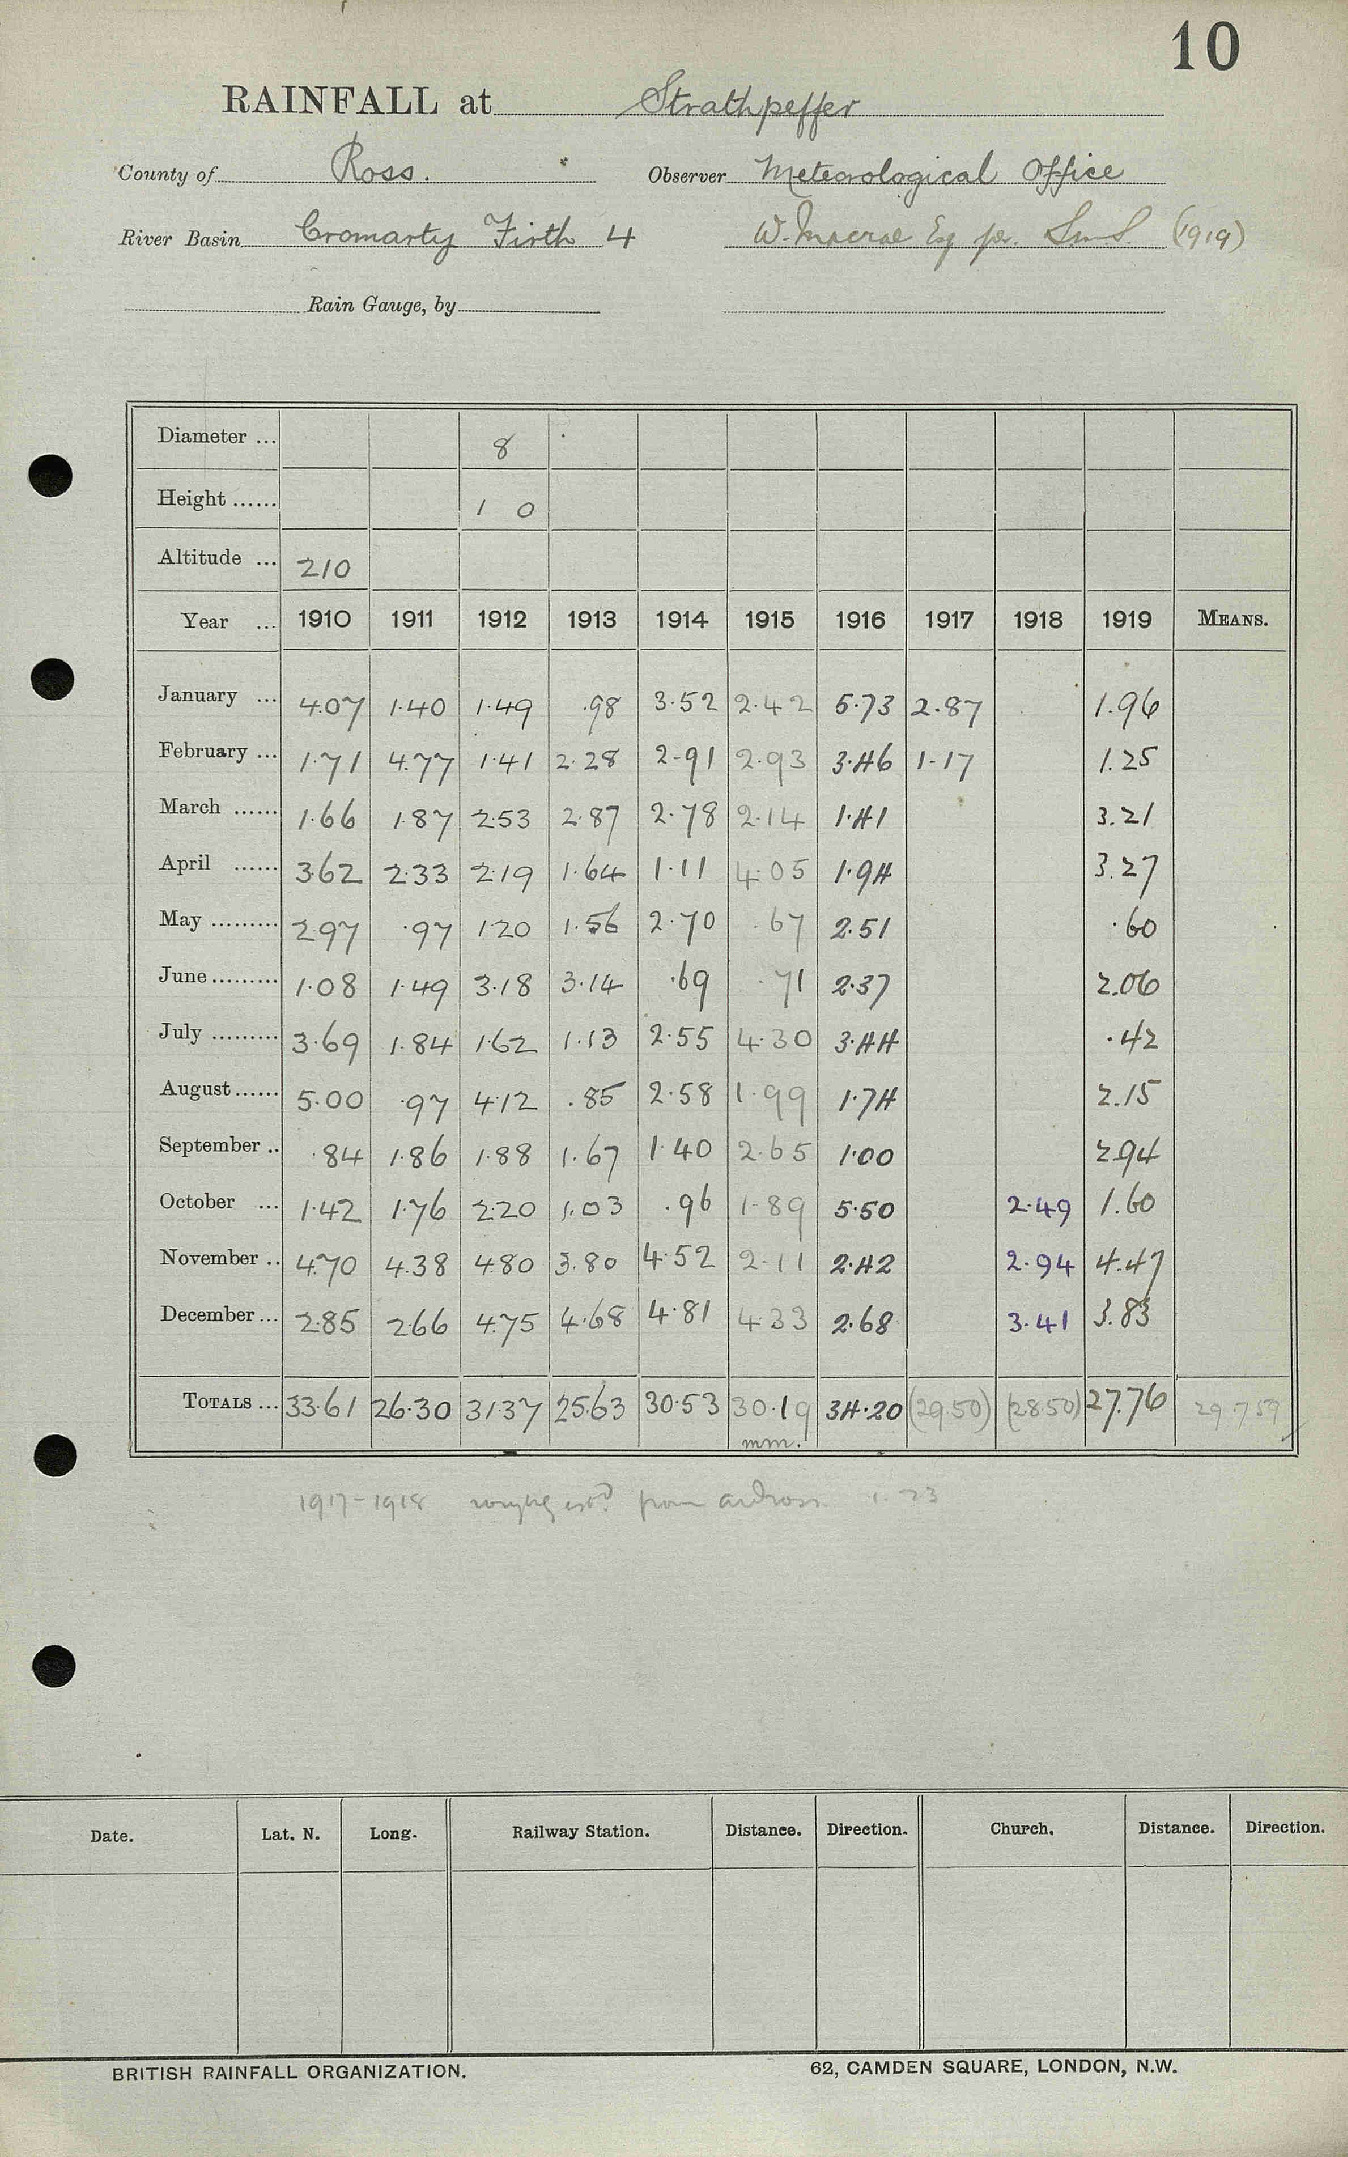 10
RAINFALL at Strathpeffer
County of Ross. Observer Meteorological Office
River Basin Cromarty Firth 4 W. Macrae Esq per. S.M.S. (1919)
Rain Gauge, by
Diameter ... 8
Height ...... 1 0
Altitude ... 210
Year ... 1910 1911 1912 1913 1914 1915 1916 1917 1918 1919 MEANS.
January ... 4.07 1.40 1.49 .98 3.52 2.42 5.73 2.87 1.96
February ... 1.71 4.77 1.41 2.28 2.91 2.93 3.46 1.17 1.25
March ...... 1.66 1.87 2.53 2.87 2.78 2.14 1.41 3.21
April ...... 3.62 2.33 2.19 1.64 1.11 4.05 1.94 3.27
May ......... 2.97 .97 1.20 1.56 2.70 .67 2.51 .60
June ......... 1.08 1.49 3.18 3.14 .69 .71 2.37 2.06
July ......... 3.69 1.84 1.62 1.13 2.55 4.30 3.44 .42
August ...... 5.00 .97 4.12 .85 2.58 1.99 1.74 2.15
September .. .84 1.86 1.88 1.67 1.40 2.65 1.00 2.94
October ... 1.42 1.76 2.20 1.03 .96 1.89 5.50 2.49 1.60
November .. 4.70 4.38 4.80 3.80 4.52 2.11 2.42 2.94 4.47
December ... 2.85 2.66 4.75 4.68 4.81 4.33 2.68 3.41 3.83
TOTALS ... 33.61 26.30 31.37 25.63 30.53 30.19 34.20 (29.50) (28.50) 27.76 29.759
mm.
1917-1918 roughly estd from Ardross 1.23
Date. Lat. N. Long. Railway Station. Distance. Direction. Church. Distance. Direction.
BRITISH RAINFALL ORGANIZATION. 62, CAMDEN SQUARE, LONDON, N.W.